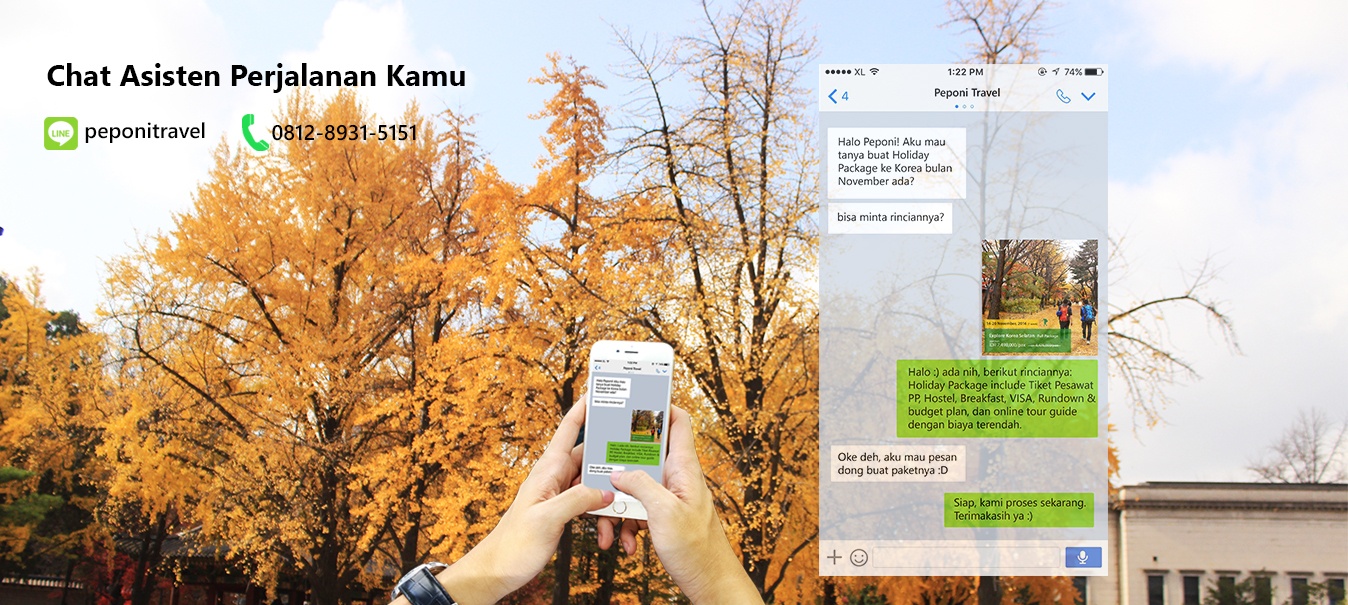 Chat Asisten Perjalanan Kamu
LINE
peponitravel
0812-8931-5151
XL
1:22 PM
74%
4
Peponi Travel
Halo Peponi! Aku mau
tanya buat Holiday
Package ke Korea bulan
November ada?
bisa minta rinciannya?
Halo :) ada nih, berikut rinciannya:
Holiday Package include Tiket Pesawat
PP, Hostel, Breakfast, VISA, Rundown &
budget plan, dan online tour guide
dengan biaya terendah.
Oke deh, aku mau pesan
dong buat paketnya :D
Siap, kami proses sekarang.
Terimakasih ya :)